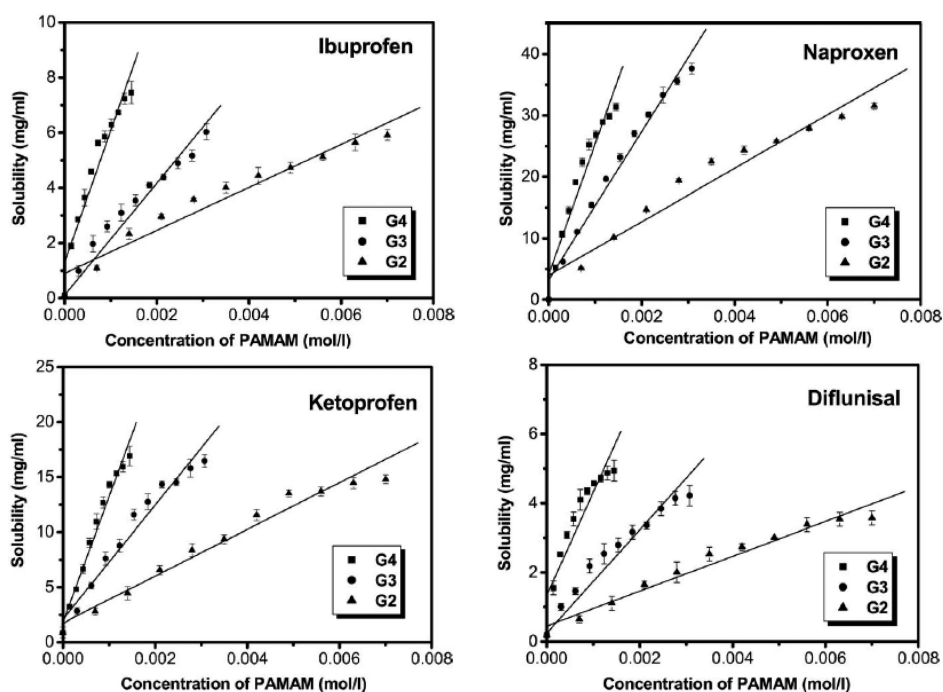 Ibuprofen
Solubility (mg/ml)
10
8
6
4
2
0
G4
G3
G2
0.000 0.002 0.004 0.006 0.008
Concentration of PAMAM (mol/l)
Naproxen
Solubility (mg/ml)
40
30
20
10
0
G4
G3
G2
0.000 0.002 0.004 0.006 0.008
Concentration of PAMAM (mol/l)
Ketoprofen
Solubility (mg/ml)
25
20
15
10
5
0
G4
G3
G2
0.000 0.002 0.004 0.006 0.008
Concentration of PAMAM (mol/l)
Diflunisal
Solubility (mg/ml)
8
6
4
2
0
G4
G3
G2
0.000 0.002 0.004 0.006 0.008
Concentration of PAMAM (mol/l)